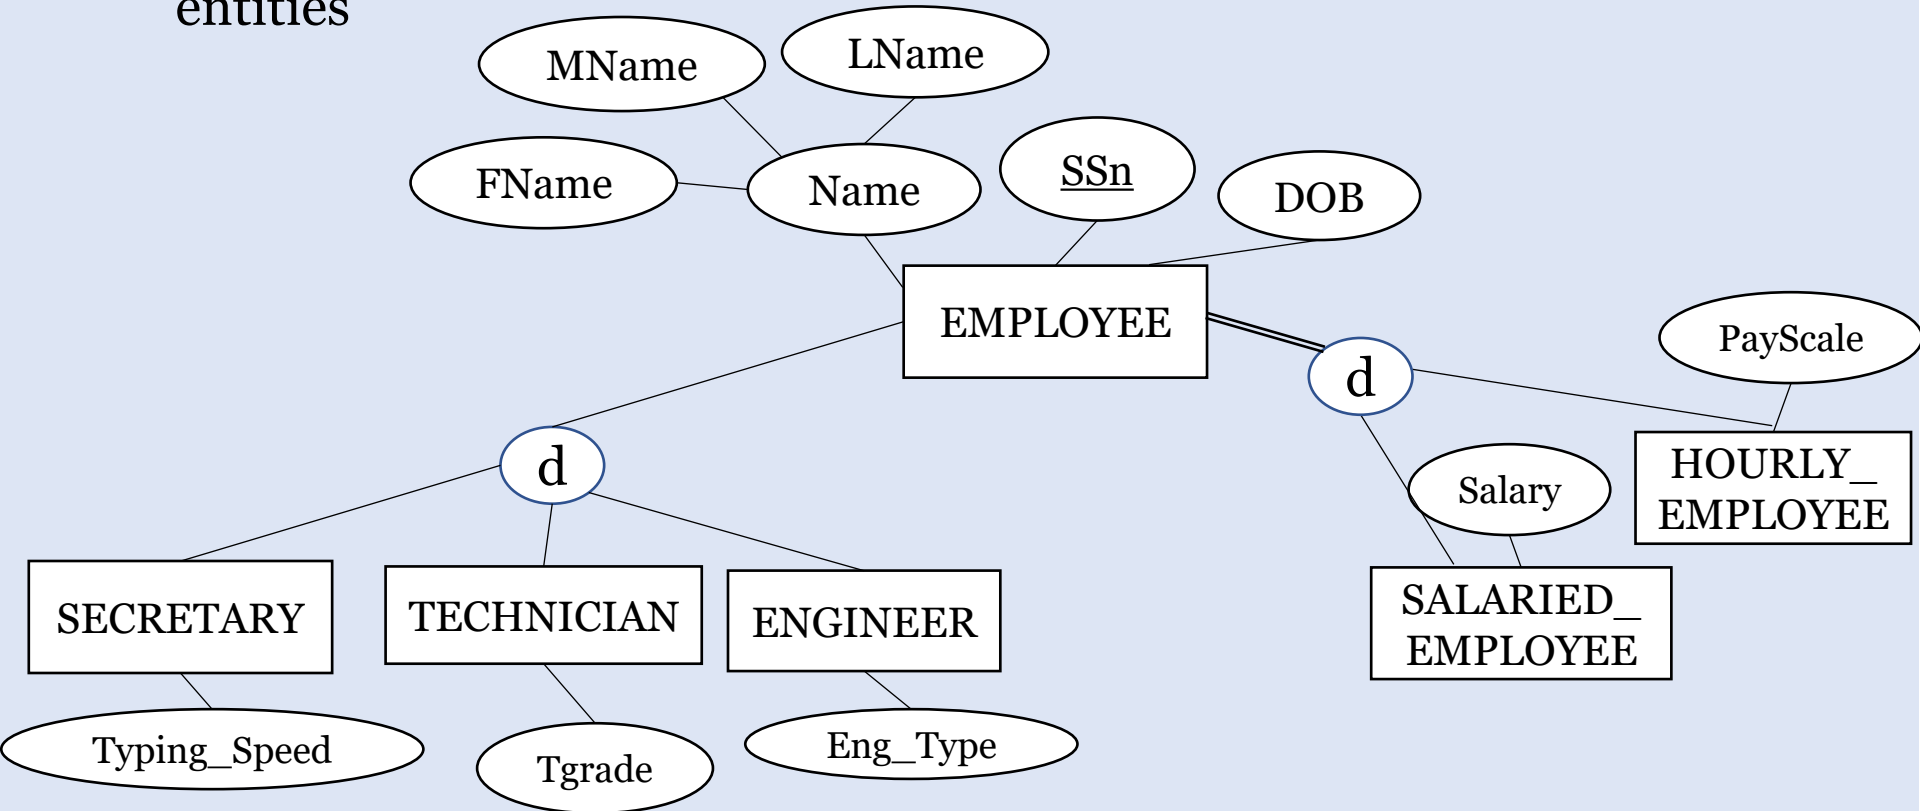 entities
MName
LName
FName
Name
SSn
DOB
EMPLOYEE
PayScale
d
d
Salary
HOURLY_
EMPLOYEE
SECRETARY
TECHNICIAN
ENGINEER
SALARIED_
EMPLOYEE
Typing_Speed
Tgrade
Eng_Type